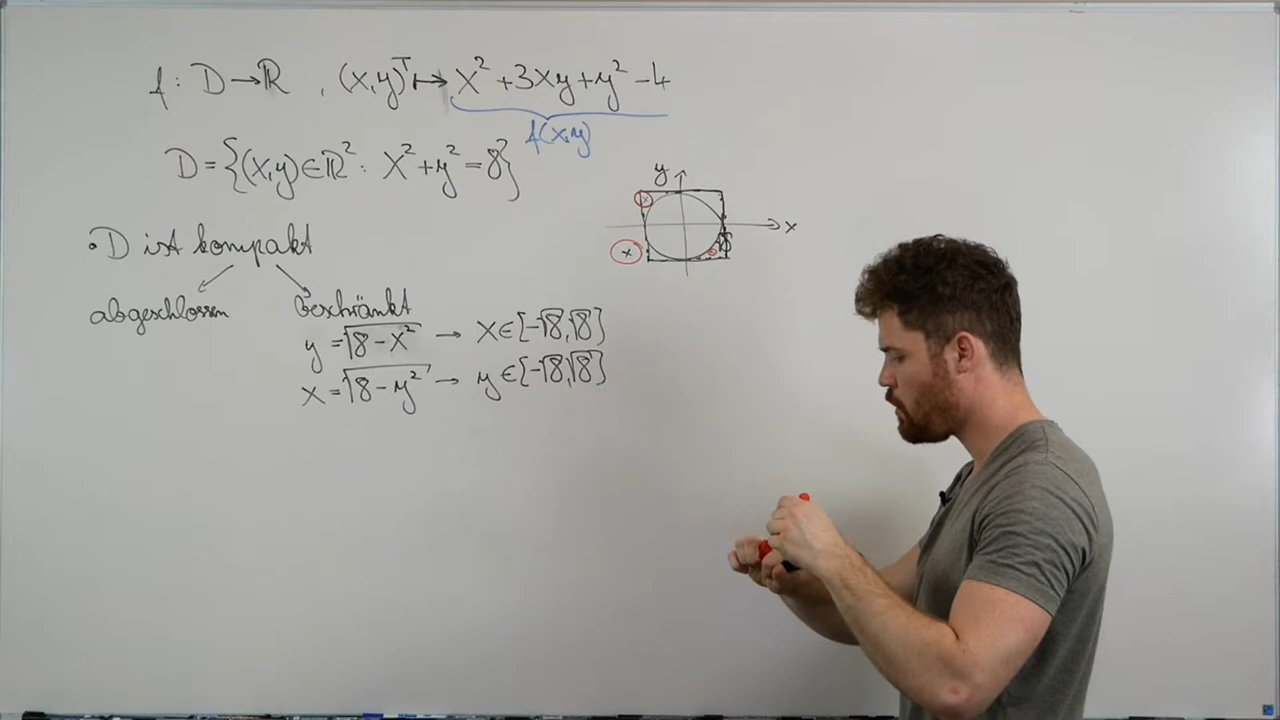 f: D → ℝ , (x,y)ᵀ ↦ x² + 3xy + y² - 4
f(x,y)
D = {(x,y) ∈ ℝ² : x² + y² = 8}
y
x
• D ist kompakt
abgeschlossen
beschränkt
y = √8-x² → x ∈ [-√8, √8]
x = √8-y² → y ∈ [-√8, √8]